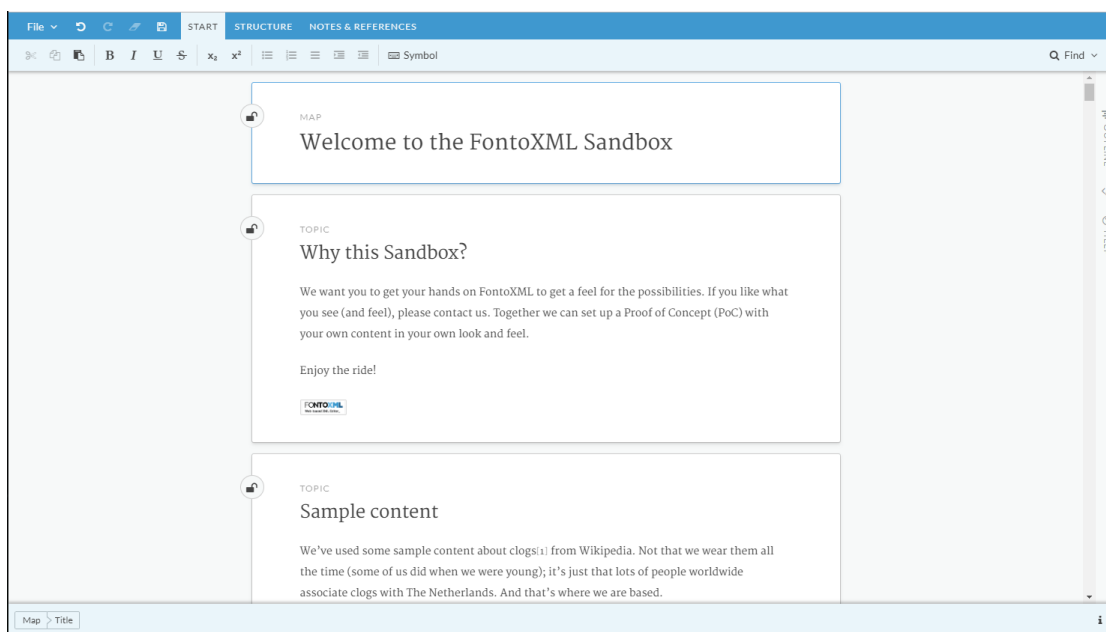 File START STRUCTURE NOTES & REFERENCES
B I U S x₂ x² Symbol Find
MAP
Welcome to the FontoXML Sandbox
TOPIC
Why this Sandbox?
We want you to get your hands on FontoXML to get a feel for the possibilities. If you like what
you see (and feel), please contact us. Together we can set up a Proof of Concept (PoC) with
your own content in your own look and feel.
Enjoy the ride!
FONTOXML
TOPIC
Sample content
We've used some sample content about clogs[1] from Wikipedia. Not that we wear them all
the time (some of us did when we were young); it's just that lots of people worldwide
associate clogs with The Netherlands. And that's where we are based.
Map Title